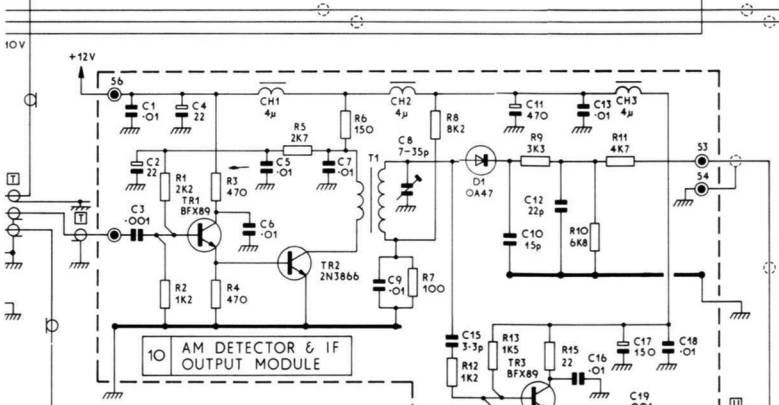 10V
+12V
56
C1
.01
C4
22
CH1
4µ
CH2
4µ
CH3
4µ
R6
150
R8
8K2
C11
470
C13
.01
R5
2K7
C8
7-35p
R9
3K3
R11
4K7
53
C2
22
R1
2K2
R3
470
C5
.01
C7
.01
T1
D1
OA47
54
T
T
C3
.001
TR1
BFX89
C6
.01
C12
22p
C10
15p
R10
6K8
TR2
2N3866
R2
1K2
R4
470
C9
.01
R7
100
10
AM DETECTOR & IF
OUTPUT MODULE
C15
3.3p
R13
1K5
R15
22
C17
150
C18
.01
R12
1K2
TR3
BFX89
C16
.01
C19